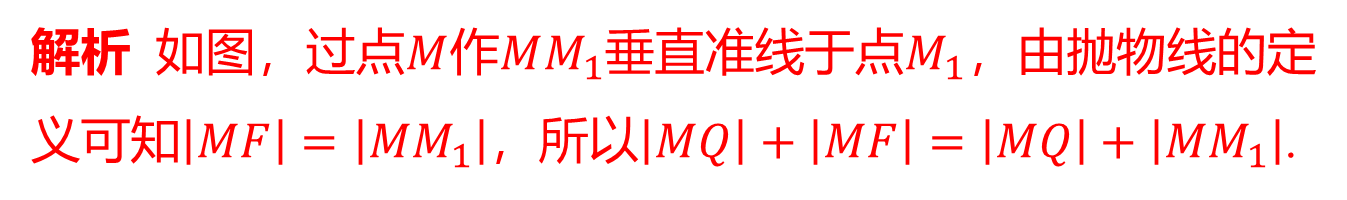 解析 如图，过点M作MM₁垂直准线于点M₁，由抛物线的定
义可知|MF| = |MM₁|，所以|MQ| + |MF| = |MQ| + |MM₁|.